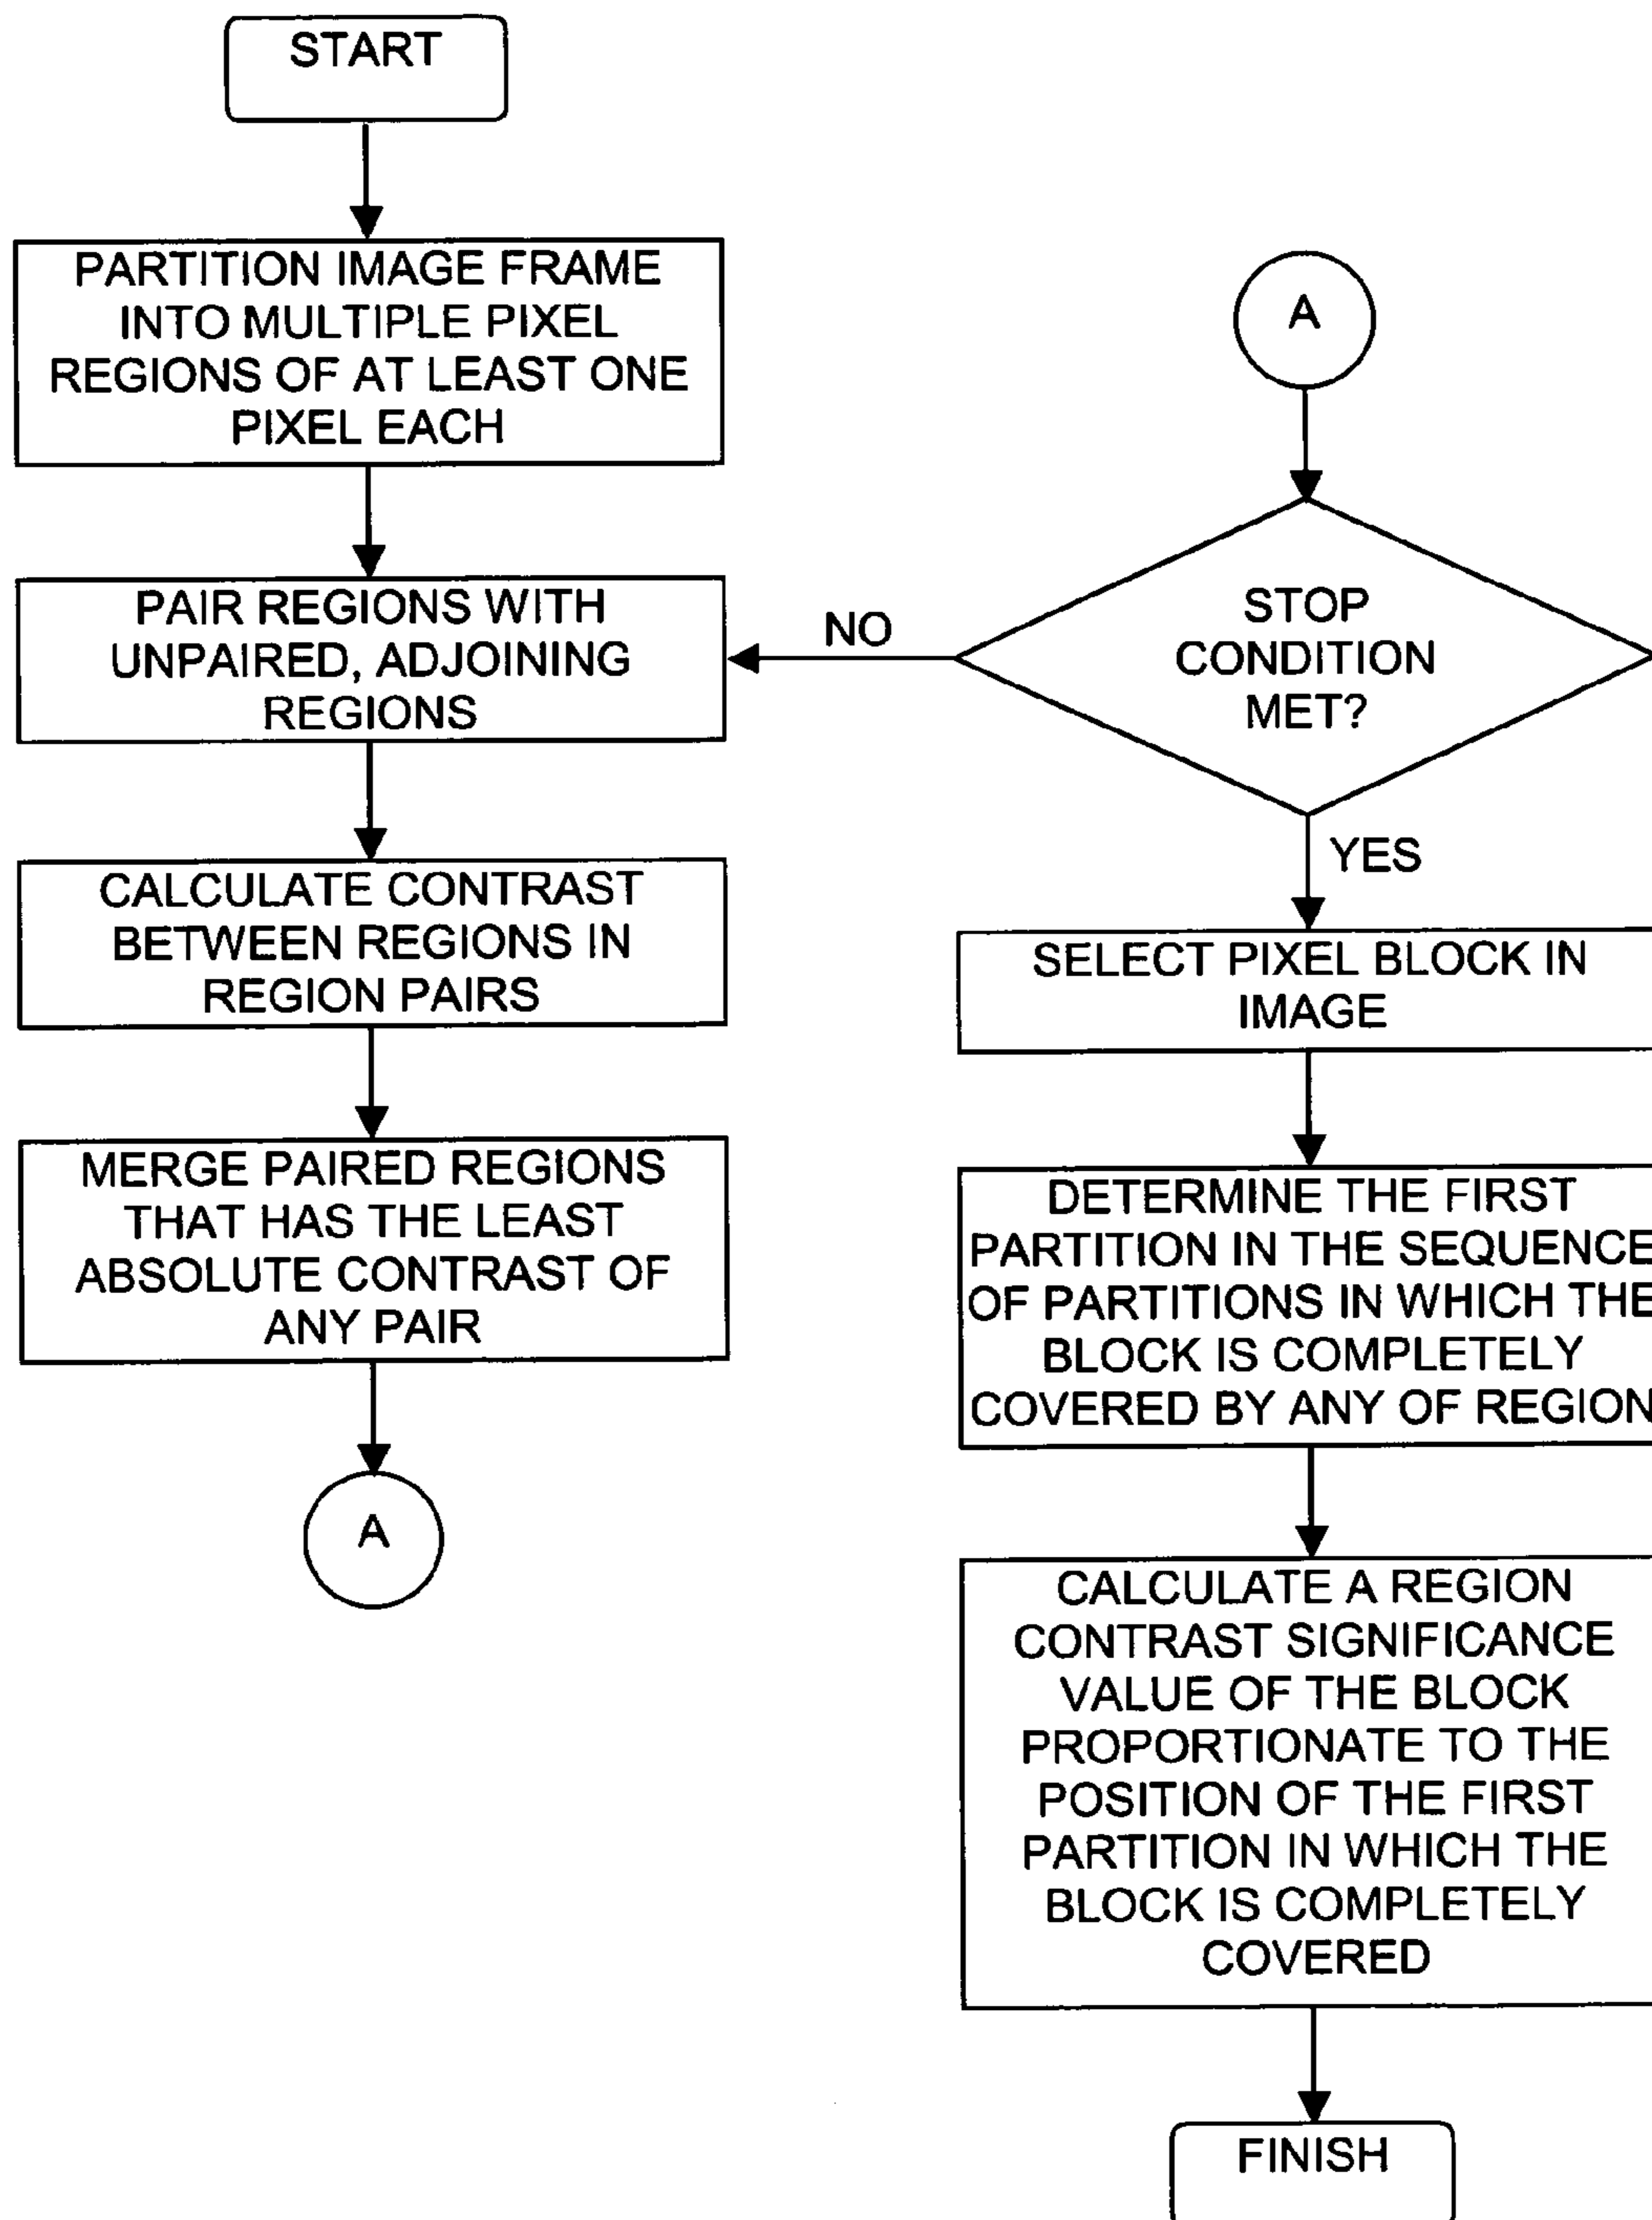 START
PARTITION IMAGE FRAME
INTO MULTIPLE PIXEL
REGIONS OF AT LEAST ONE
PIXEL EACH
PAIR REGIONS WITH
UNPAIRED, ADJOINING
REGIONS
CALCULATE CONTRAST
BETWEEN REGIONS IN
REGION PAIRS
MERGE PAIRED REGIONS
THAT HAS THE LEAST
ABSOLUTE CONTRAST OF
ANY PAIR
A
A
STOP
CONDITION
MET?
NO
YES
SELECT PIXEL BLOCK IN
IMAGE
DETERMINE THE FIRST
PARTITION IN THE SEQUENCE
OF PARTITIONS IN WHICH THE
BLOCK IS COMPLETELY
COVERED BY ANY OF REGION
CALCULATE A REGION
CONTRAST SIGNIFICANCE
VALUE OF THE BLOCK
PROPORTIONATE TO THE
POSITION OF THE FIRST
PARTITION IN WHICH THE
BLOCK IS COMPLETELY
COVERED
FINISH